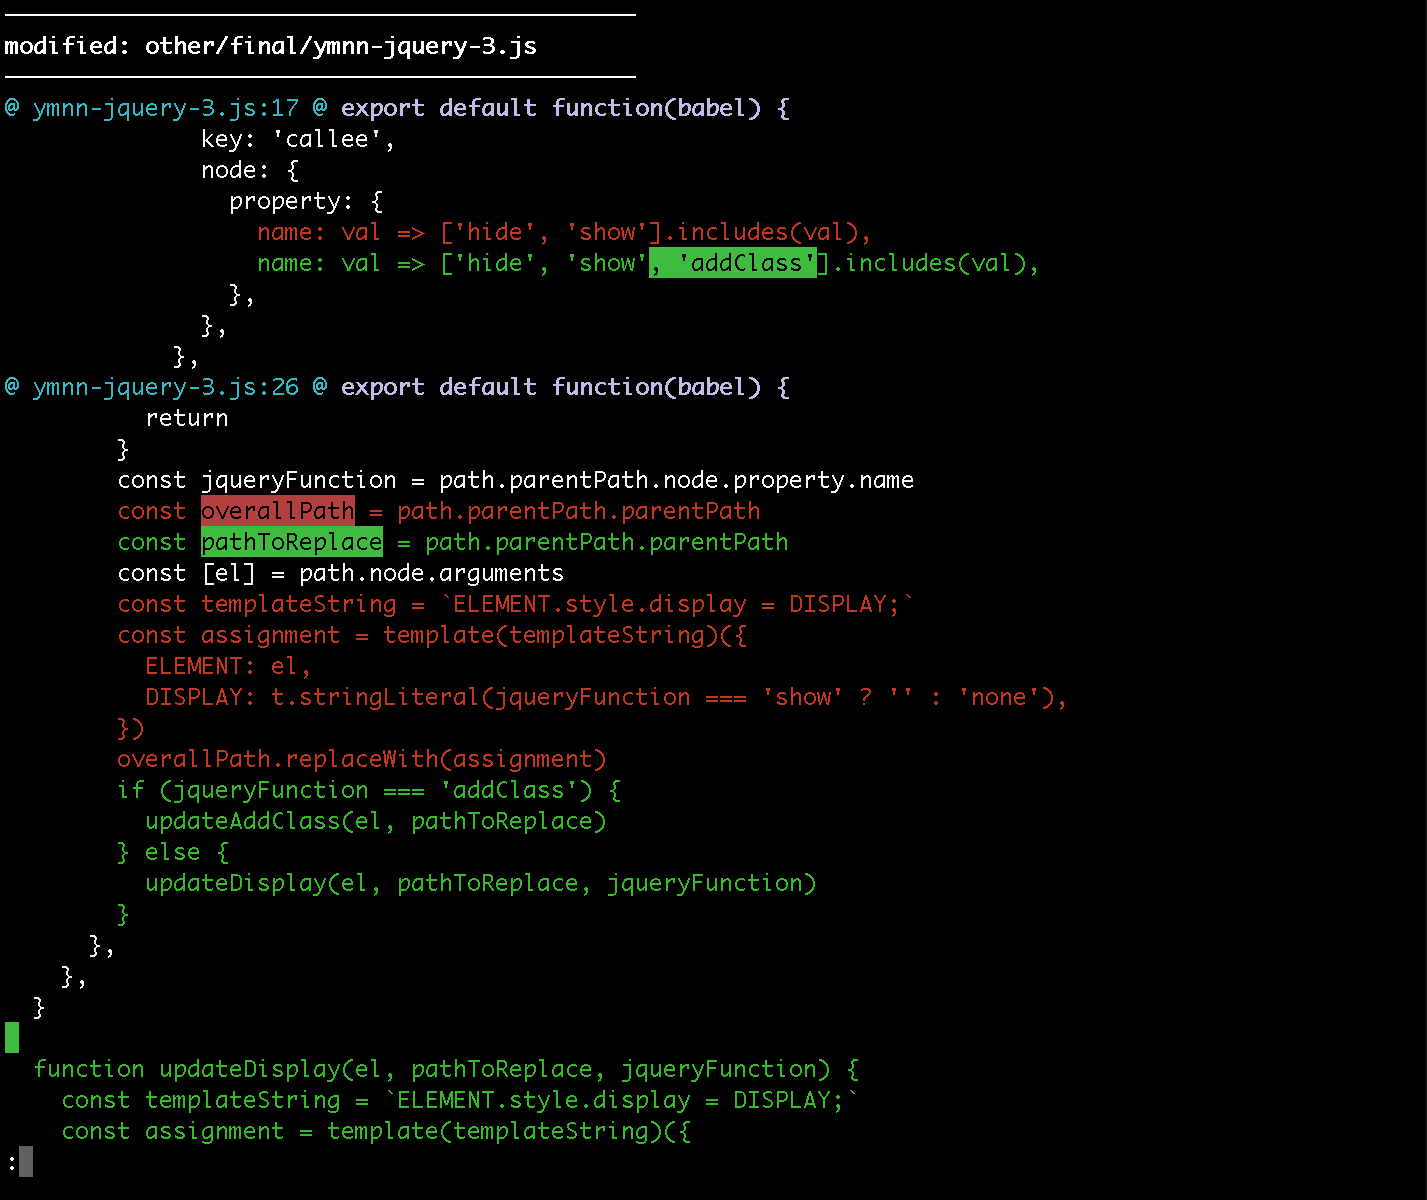 modified: other/final/ymnn-jquery-3.js
@ ymnn-jquery-3.js:17 @ export default function(babel) {
              key: 'callee',
              node: {
                property: {
                  name: val => ['hide', 'show'].includes(val),
                  name: val => ['hide', 'show', 'addClass'].includes(val),
                },
              },
            },
@ ymnn-jquery-3.js:26 @ export default function(babel) {
          return
        }
        const jqueryFunction = path.parentPath.node.property.name
        const overallPath = path.parentPath.parentPath
        const pathToReplace = path.parentPath.parentPath
        const [el] = path.node.arguments
        const templateString = `ELEMENT.style.display = DISPLAY;`
        const assignment = template(templateString)({
          ELEMENT: el,
          DISPLAY: t.stringLiteral(jqueryFunction === 'show' ? '' : 'none'),
        })
        overallPath.replaceWith(assignment)
        if (jqueryFunction === 'addClass') {
          updateAddClass(el, pathToReplace)
        } else {
          updateDisplay(el, pathToReplace, jqueryFunction)
        }
      },
    },
  }
  function updateDisplay(el, pathToReplace, jqueryFunction) {
    const templateString = `ELEMENT.style.display = DISPLAY;`
    const assignment = template(templateString)({
: